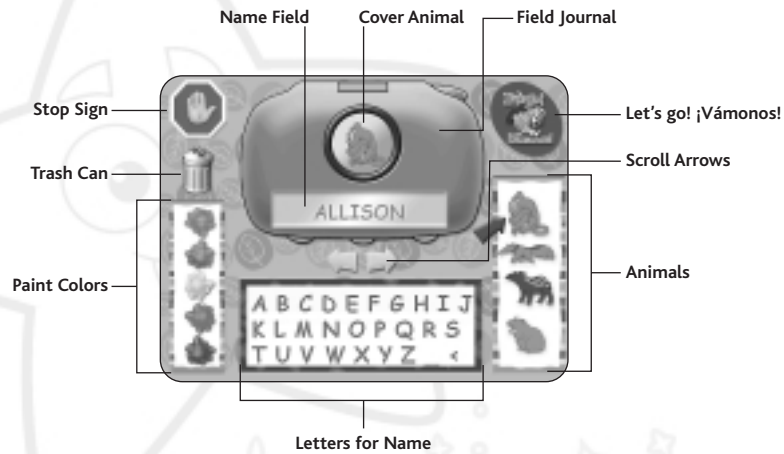 Name Field
Cover Animal
Field Journal
Stop Sign
Let's go! ¡Vámonos!
Trash Can
Scroll Arrows
ALLISON
Paint Colors
Animals
A B C D E F G H I J
K L M N O P Q R S
T U V W X Y Z _ <
Letters for Name